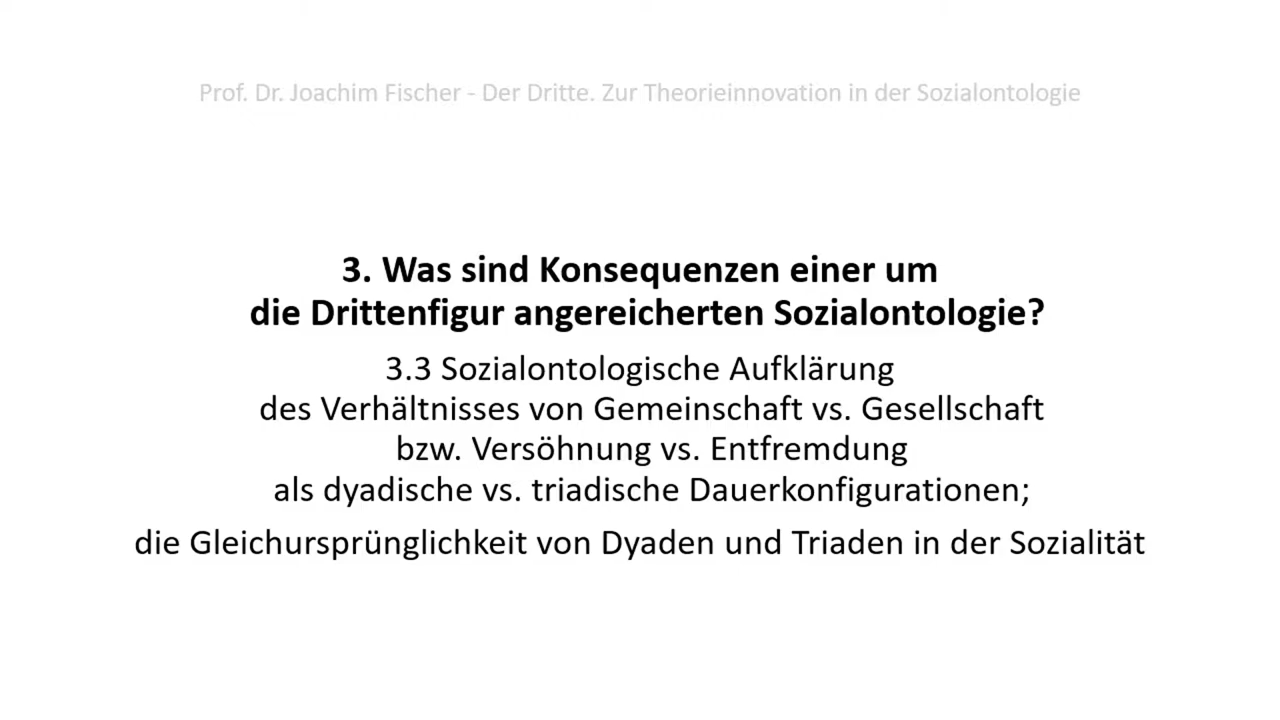 Prof. Dr. Joachim Fischer - Der Dritte. Zur Theorieinnovation in der Sozialontologie
3. Was sind Konsequenzen einer um
die Drittenfigur angereicherten Sozialontologie?
3.3 Sozialontologische Aufklärung
des Verhältnisses von Gemeinschaft vs. Gesellschaft
bzw. Versöhnung vs. Entfremdung
als dyadische vs. triadische Dauerkonfigurationen;
die Gleichursprünglichkeit von Dyaden und Triaden in der Sozialität